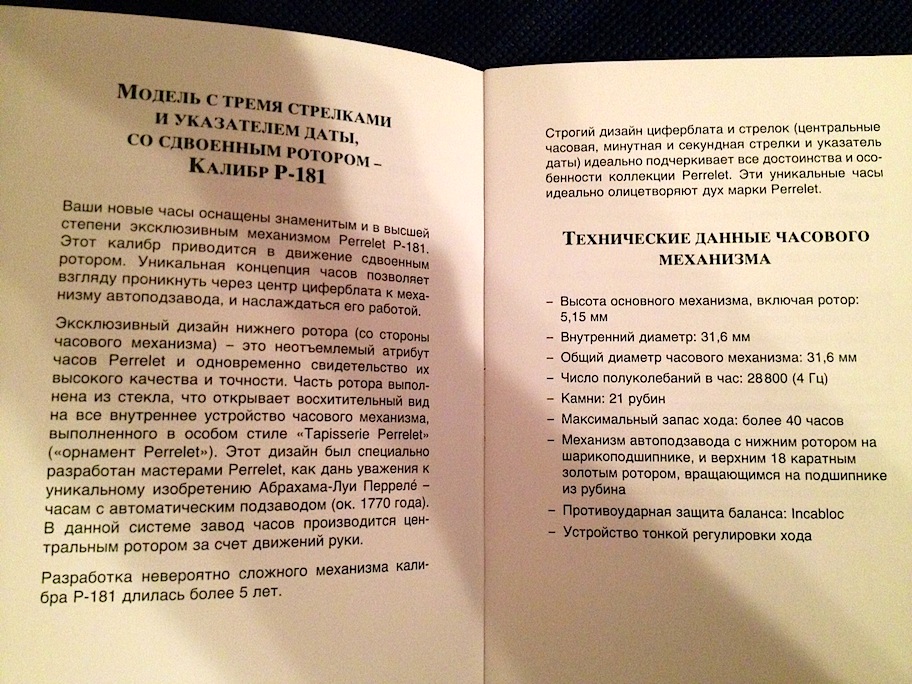 Модель с тремя стрелками
и указателем даты,
со сдвоенным ротором –
Калибр P-181
Ваши новые часы оснащены знаменитым и в высшей
степени эксклюзивным механизмом Perrelet P-181.
Этот калибр приводится в движение сдвоенным
ротором. Уникальная концепция часов позволяет
взгляду проникнуть через центр циферблата к меха-
низму автоподзавода, и наслаждаться его работой.
Эксклюзивный дизайн нижнего ротора (со стороны
часового механизма) – это неотъемлемый атрибут
часов Perrelet и одновременно свидетельство их
высокого качества и точности. Часть ротора выпол-
нена из стекла, что открывает восхитительный вид
на все внутреннее устройство часового механизма,
выполненного в особом стиле «Tapisserie Perrelet»
(«орнамент Perrelet»). Этот дизайн был специально
разработан мастерами Perrelet, как дань уважения к
уникальному изобретению Абрахама-Луи Перреlé –
часам с автоматическим подзаводом (ок. 1770 года).
В данной системе завод часов производится цен-
тральным ротором за счет движений руки.
Разработка невероятно сложного механизма кали-
бра P-181 длилась более 5 лет.
Строгий дизайн циферблата и стрелок (центральные
часовая, минутная и секундная стрелки и указатель
даты) идеально подчеркивает все достоинства и осо-
бенности коллекции Perrelet. Эти уникальные часы
идеально олицетворяют дух марки Perrelet.
Технические данные часового
механизма
– Высота основного механизма, включая ротор:
5,15 мм
– Внутренний диаметр: 31,6 мм
– Общий диаметр часового механизма: 31,6 мм
– Число полуколебаний в час: 28 800 (4 Гц)
– Камни: 21 рубин
– Максимальный запас хода: более 40 часов
– Механизм автоподзавода с нижним ротором на
шарикоподшипнике, и верхним 18 каратным
золотым ротором, вращающимся на подшипнике
из рубина
– Противоударная защита баланса: Incabloc
– Устройство тонкой регулировки хода